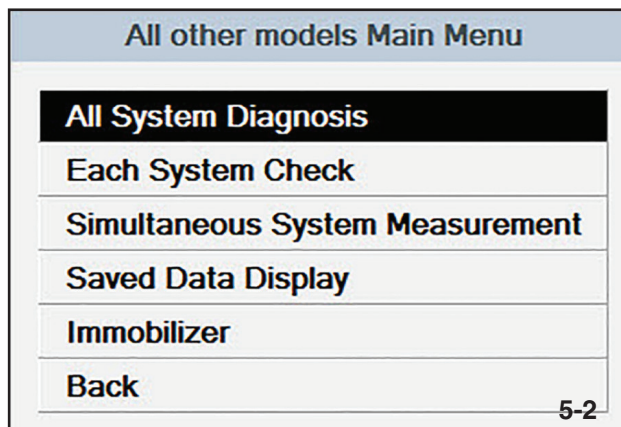 All other models Main Menu
All System Diagnosis
Each System Check
Simultaneous System Measurement
Saved Data Display
Immobilizer
Back
5-2